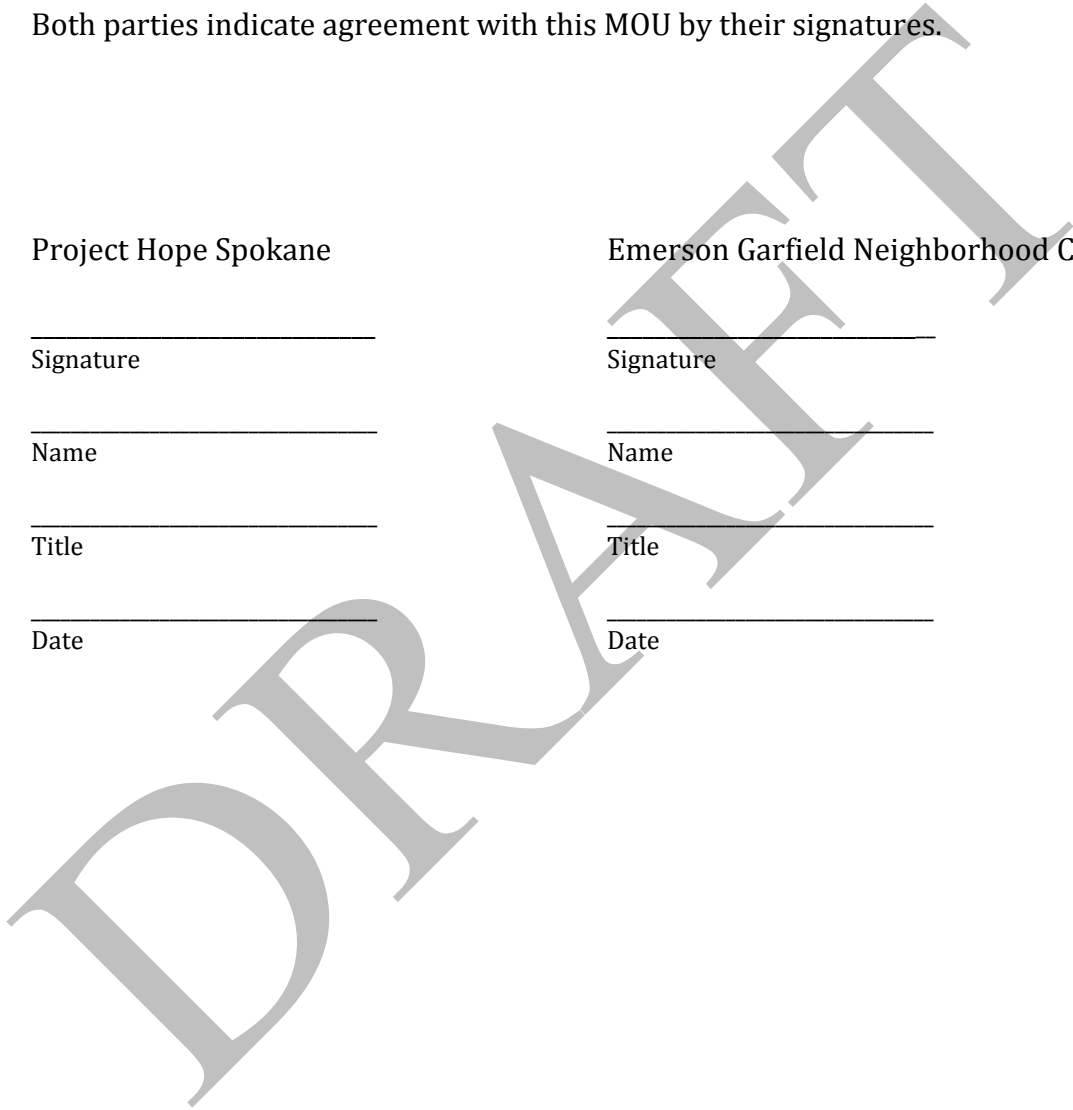 Both parties indicate agreement with this MOU by their signatures.
Project Hope Spokane
Emerson Garfield Neighborhood C
Signature
Signature
Name
Name
Title
Title
Date
Date
DRAFT